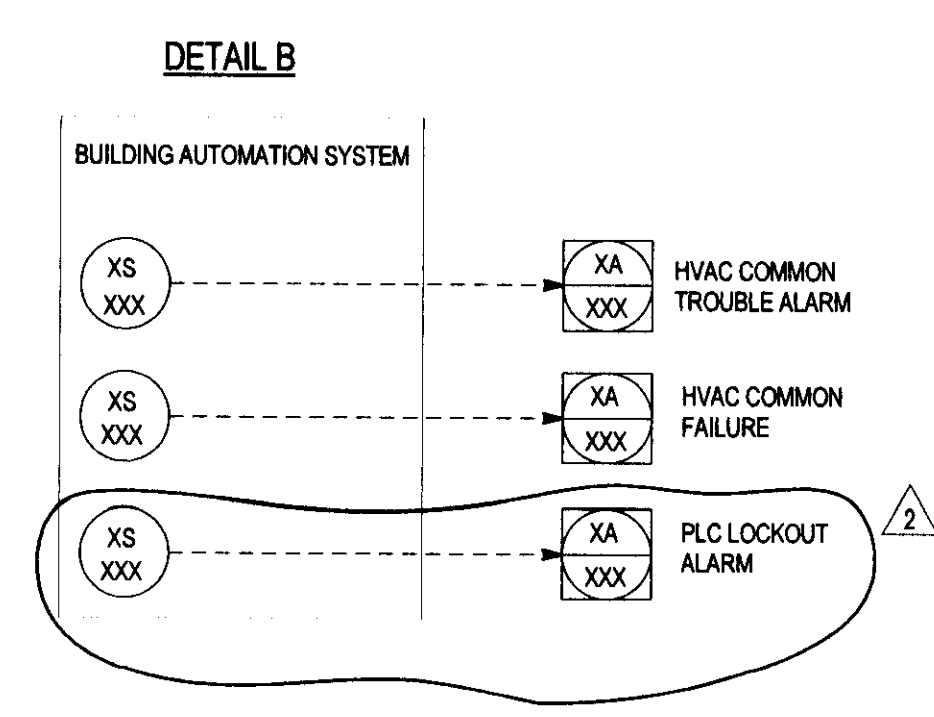 DETAIL B
BUILDING AUTOMATION SYSTEM
XS
XXX
XA
XXX
HVAC COMMON
TROUBLE ALARM
XS
XXX
XA
XXX
HVAC COMMON
FAILURE
XS
XXX
XA
XXX
PLC LOCKOUT
ALARM
2